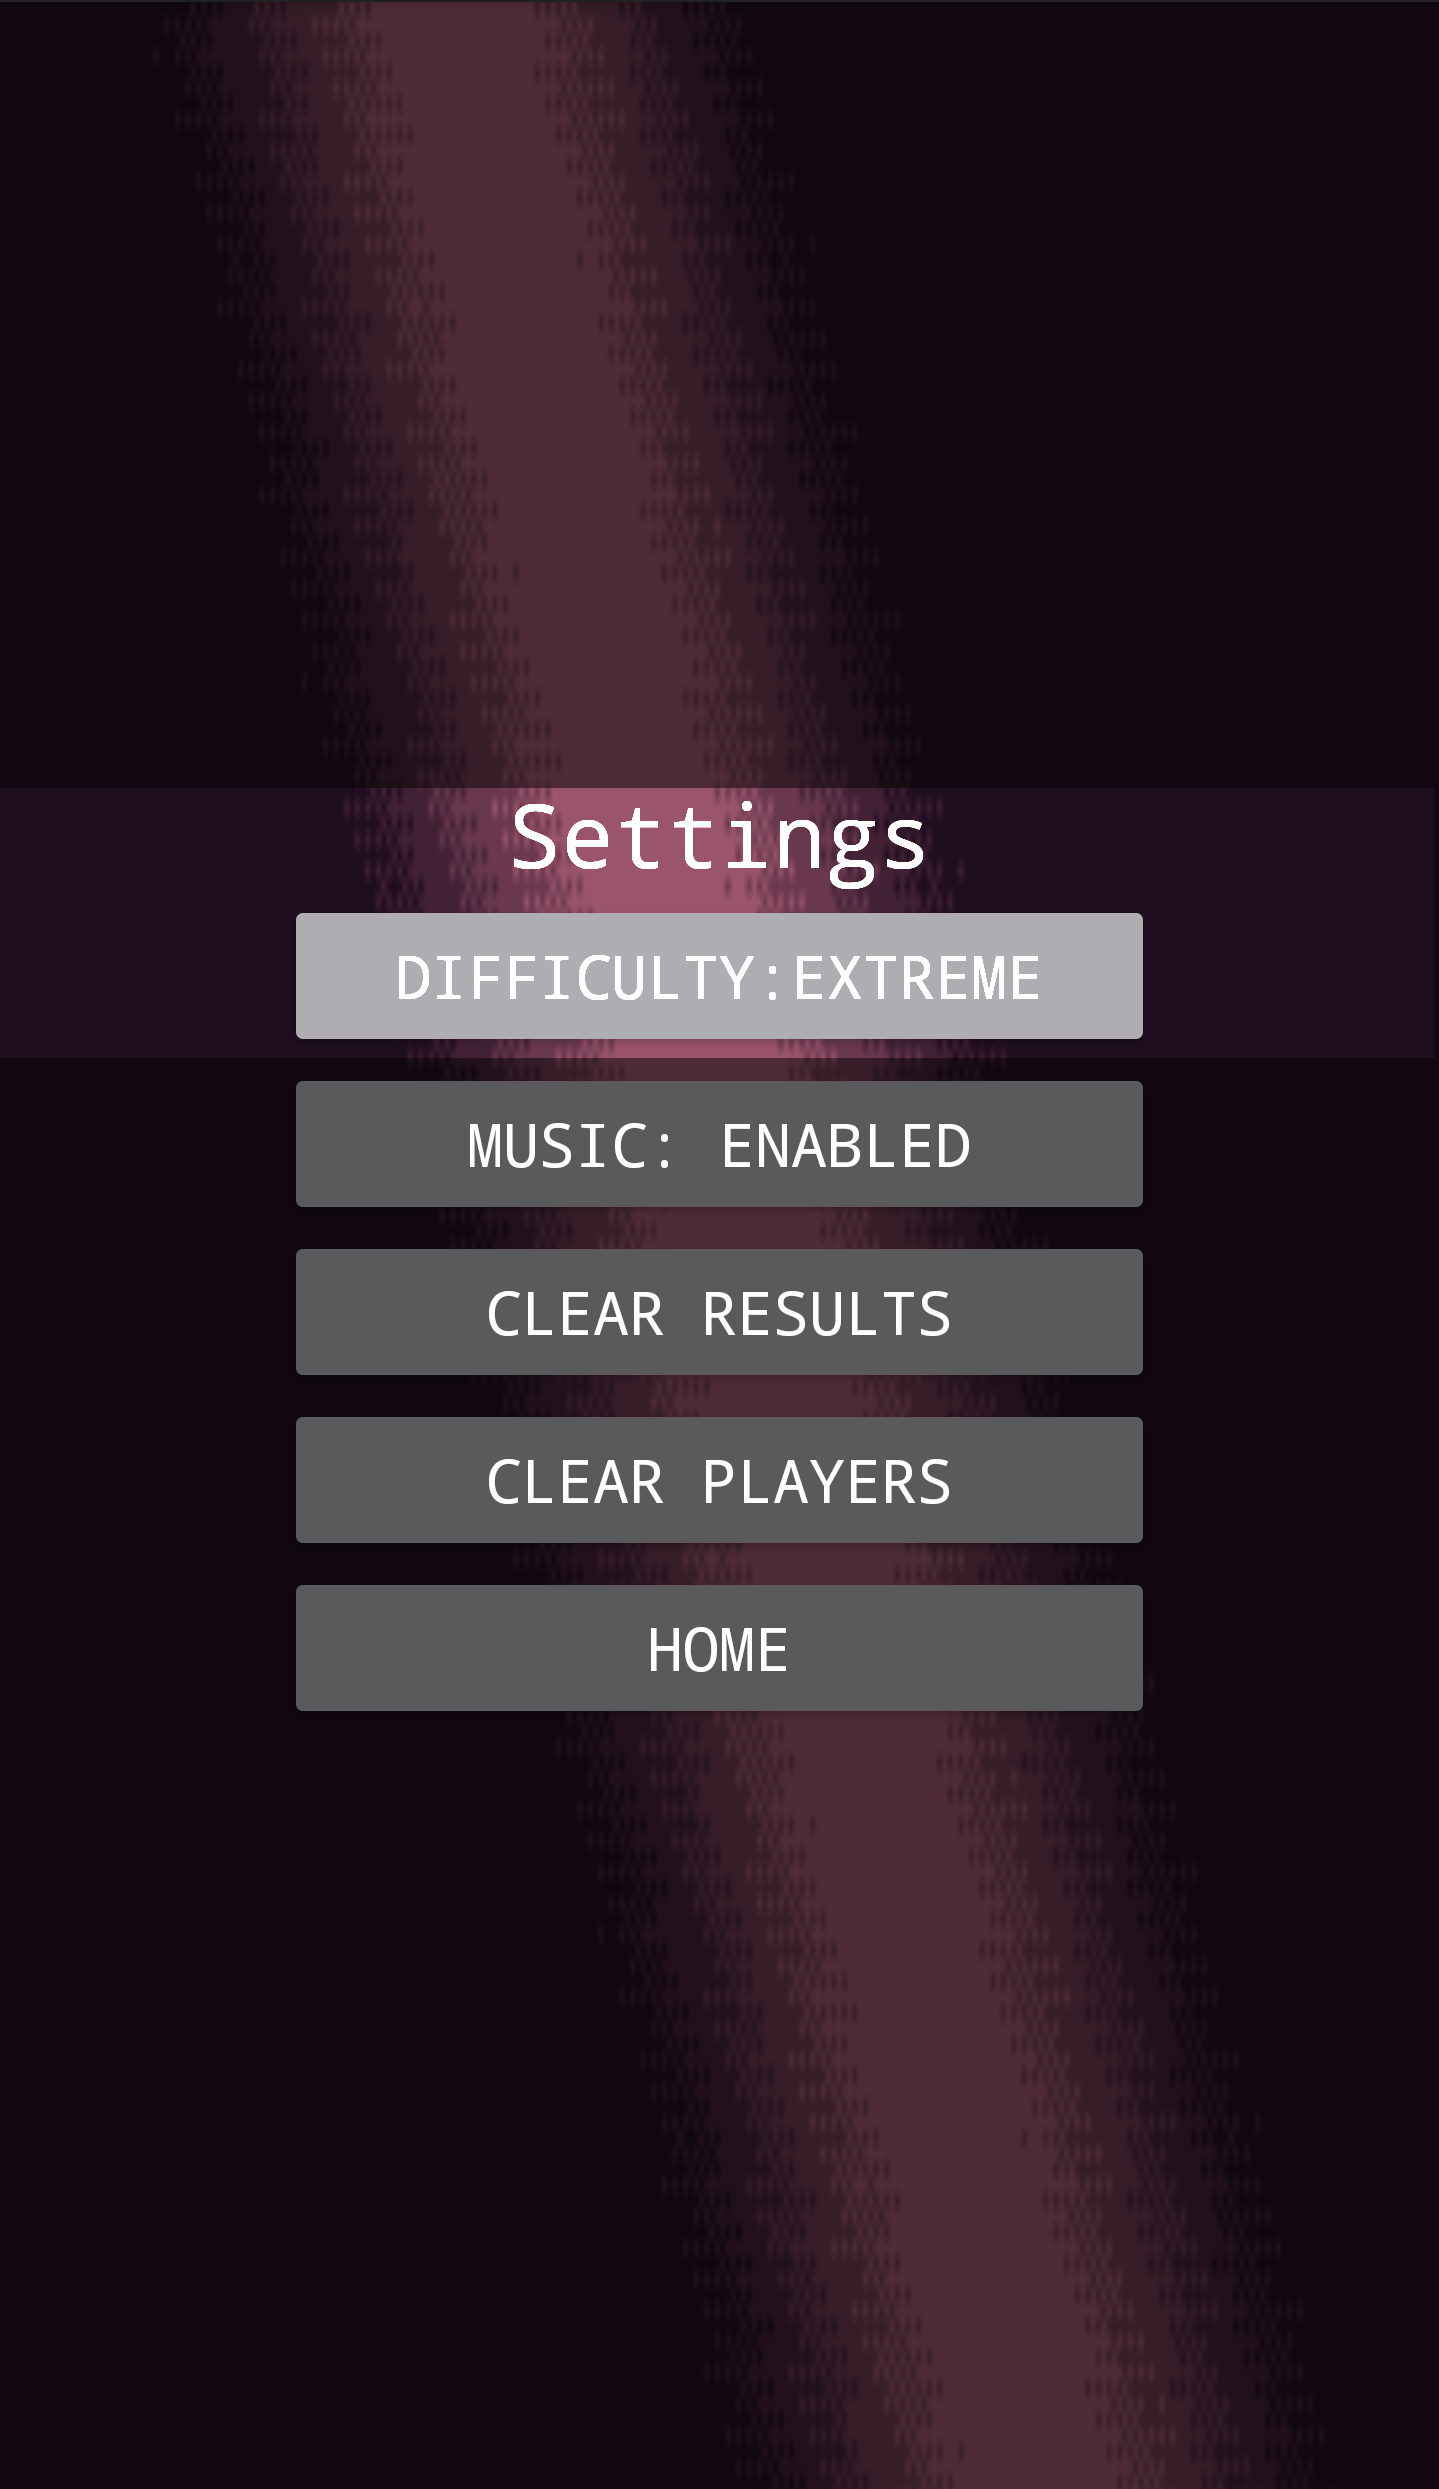 Settings
DIFFICULTY:EXTREME
MUSIC: ENABLED
CLEAR RESULTS
CLEAR PLAYERS
HOME